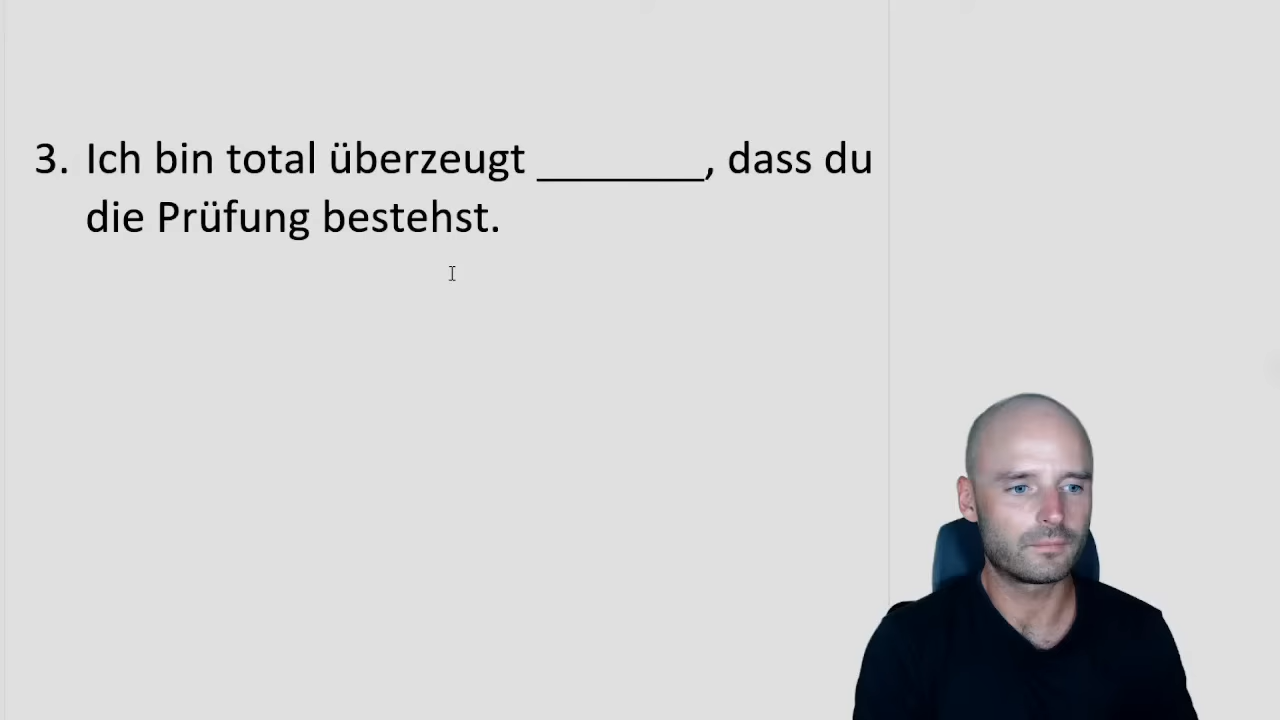 3. Ich bin total überzeugt ________, dass du
die Prüfung bestehst.